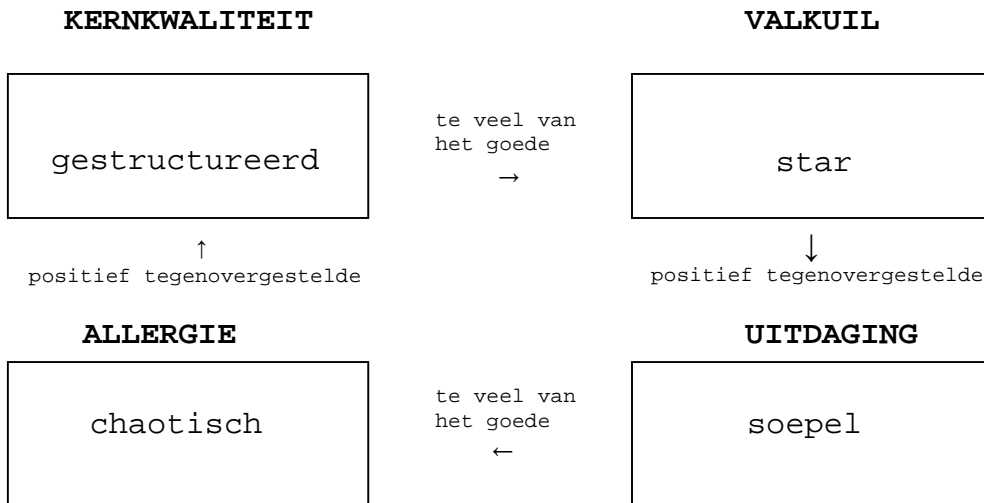 KERNKWALITEIT
VALKUIL
gestructureerd
te veel van
het goede
→
star
↑
positief tegenovergestelde
↓
positief tegenovergestelde
ALLERGIE
UITDAGING
chaotisch
te veel van
het goede
←
soepel